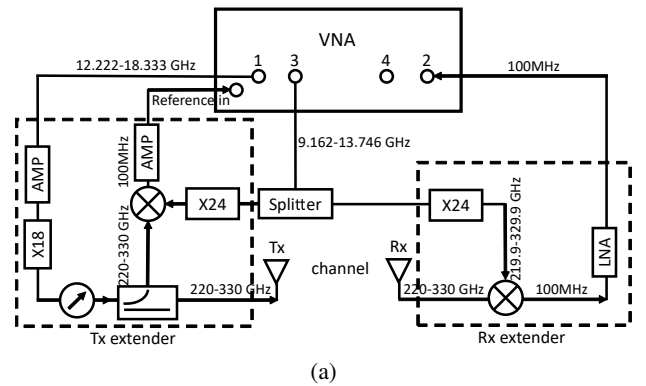 VNA
12.222-18.333 GHz
1
3
4
2
100MHz
Reference in
9.162-13.746 GHz
AMP
100MHz
AMP
X18
220-330 GHz
X24
Splitter
X24
219.9-329.9 GHz
LNA
Tx
channel
Rx
220-330 GHz
220-330 GHz
100MHz
Tx extender
Rx extender
(a)